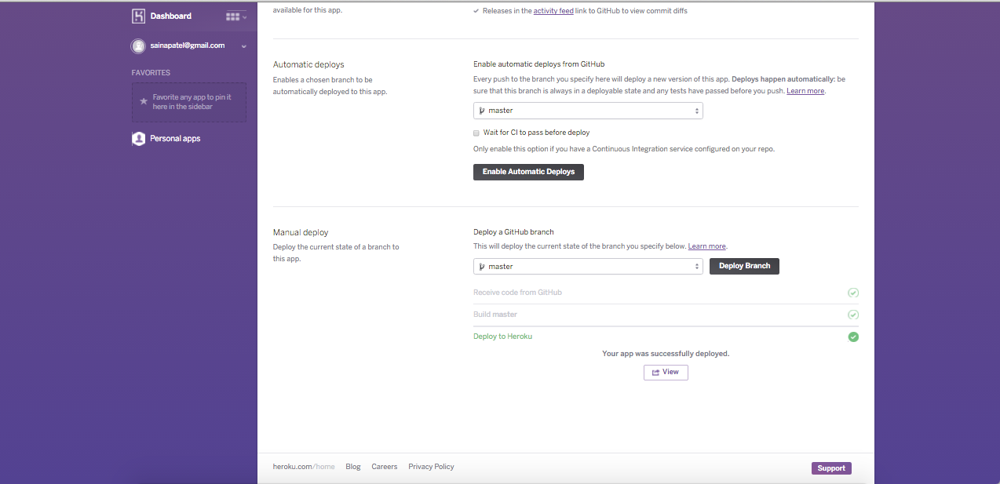 Dashboard
sainapatel@gmail.com
FAVORITES
Favorite any app to pin it
here in the sidebar
Personal apps
available for this app.
Releases in the activity feed link to GitHub to view commit diffs
Automatic deploys
Enables a chosen branch to be
automatically deployed to this app.
Enable automatic deploys from GitHub
Every push to the branch you specify here will deploy a new version of this app. Deploys happen automatically: be
sure that this branch is always in a deployable state and any tests have passed before you push. Learn more.
master
Wait for CI to pass before deploy
Only enable this option if you have a Continuous Integration service configured on your repo.
Enable Automatic Deploys
Manual deploy
Deploy the current state of a branch to
this app.
Deploy a GitHub branch
This will deploy the current state of the branch you specify below. Learn more.
master
Deploy Branch
Receive code from GitHub
Build master
Deploy to Heroku
Your app was successfully deployed.
View
heroku.com/home Blog Careers Privacy Policy
Support